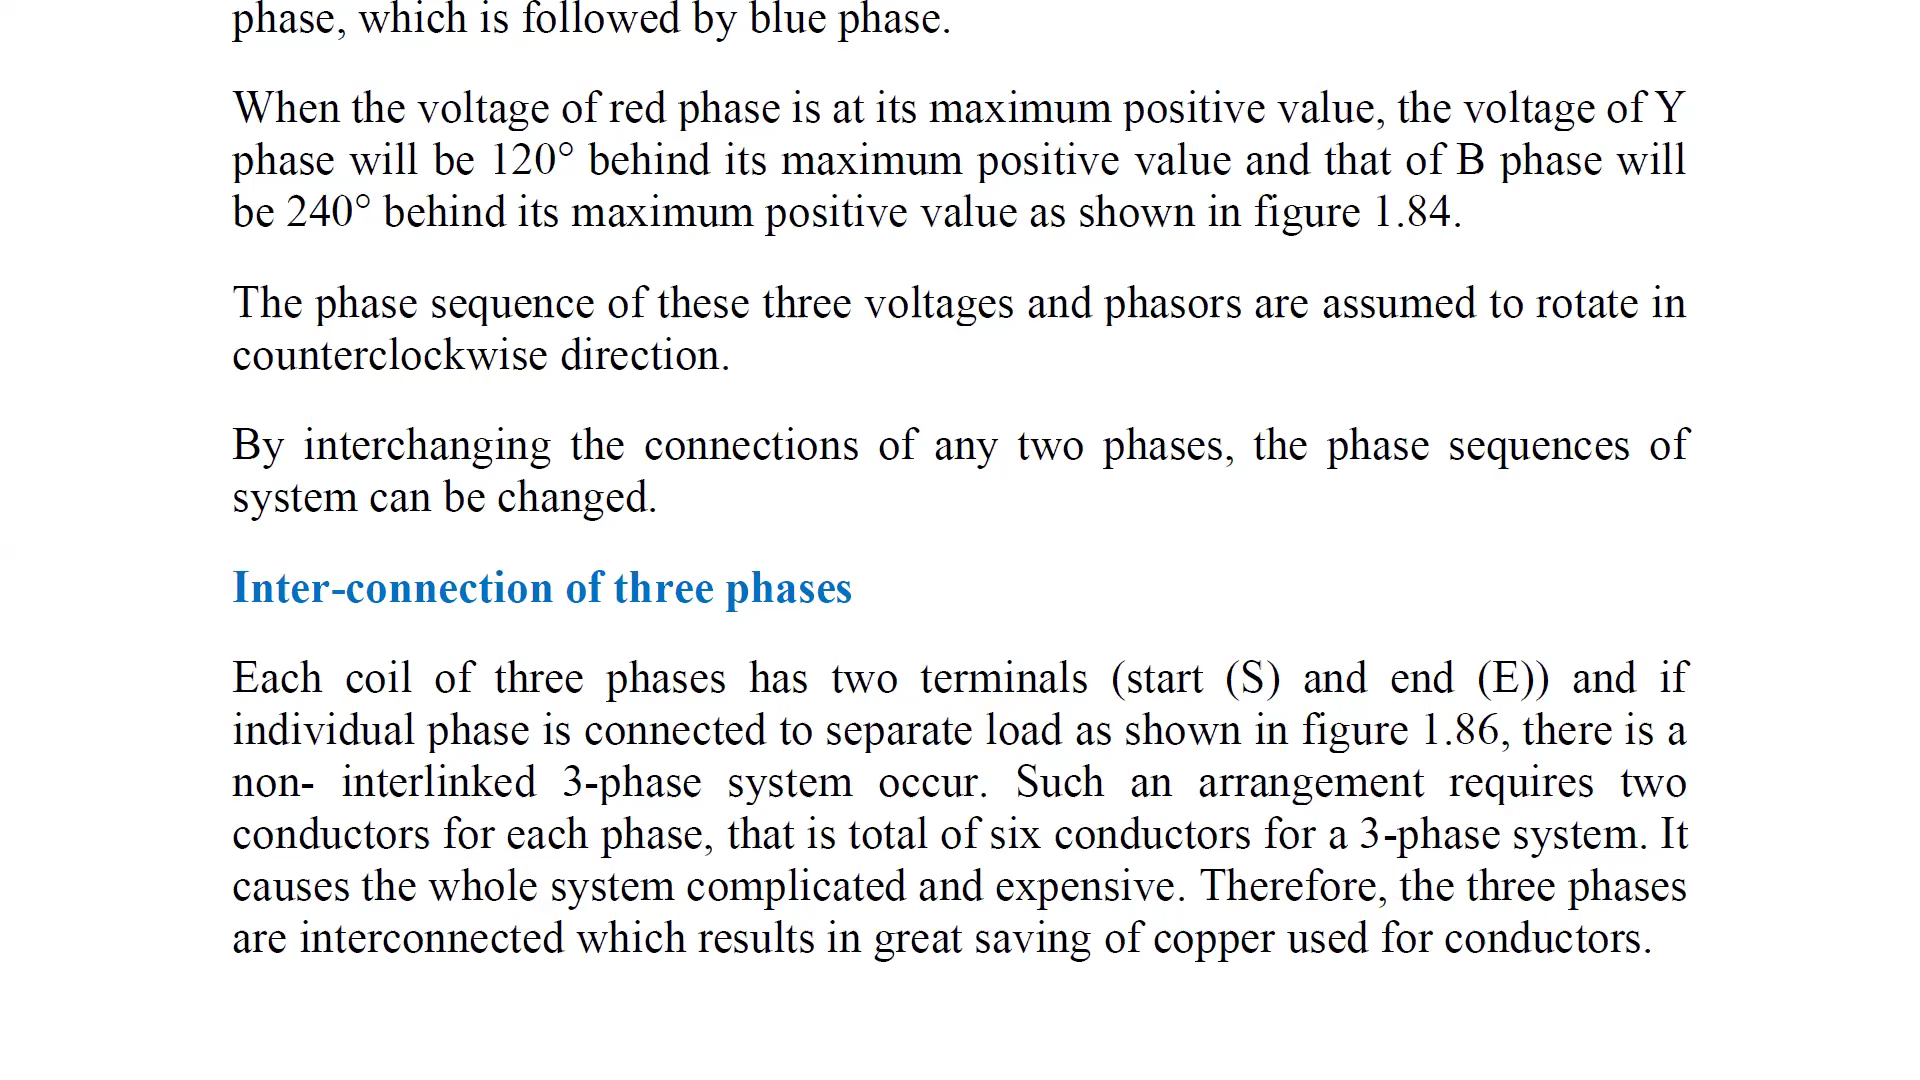 phase, which is followed by blue phase.
When the voltage of red phase is at its maximum positive value, the voltage of Y
phase will be 120° behind its maximum positive value and that of B phase will
be 240° behind its maximum positive value as shown in figure 1.84.
The phase sequence of these three voltages and phasors are assumed to rotate in
counterclockwise direction.
By interchanging the connections of any two phases, the phase sequences of
system can be changed.
Inter-connection of three phases
Each coil of three phases has two terminals (start (S) and end (E)) and if
individual phase is connected to separate load as shown in figure 1.86, there is a
non- interlinked 3-phase system occur. Such an arrangement requires two
conductors for each phase, that is total of six conductors for a 3-phase system. It
causes the whole system complicated and expensive. Therefore, the three phases
are interconnected which results in great saving of copper used for conductors.